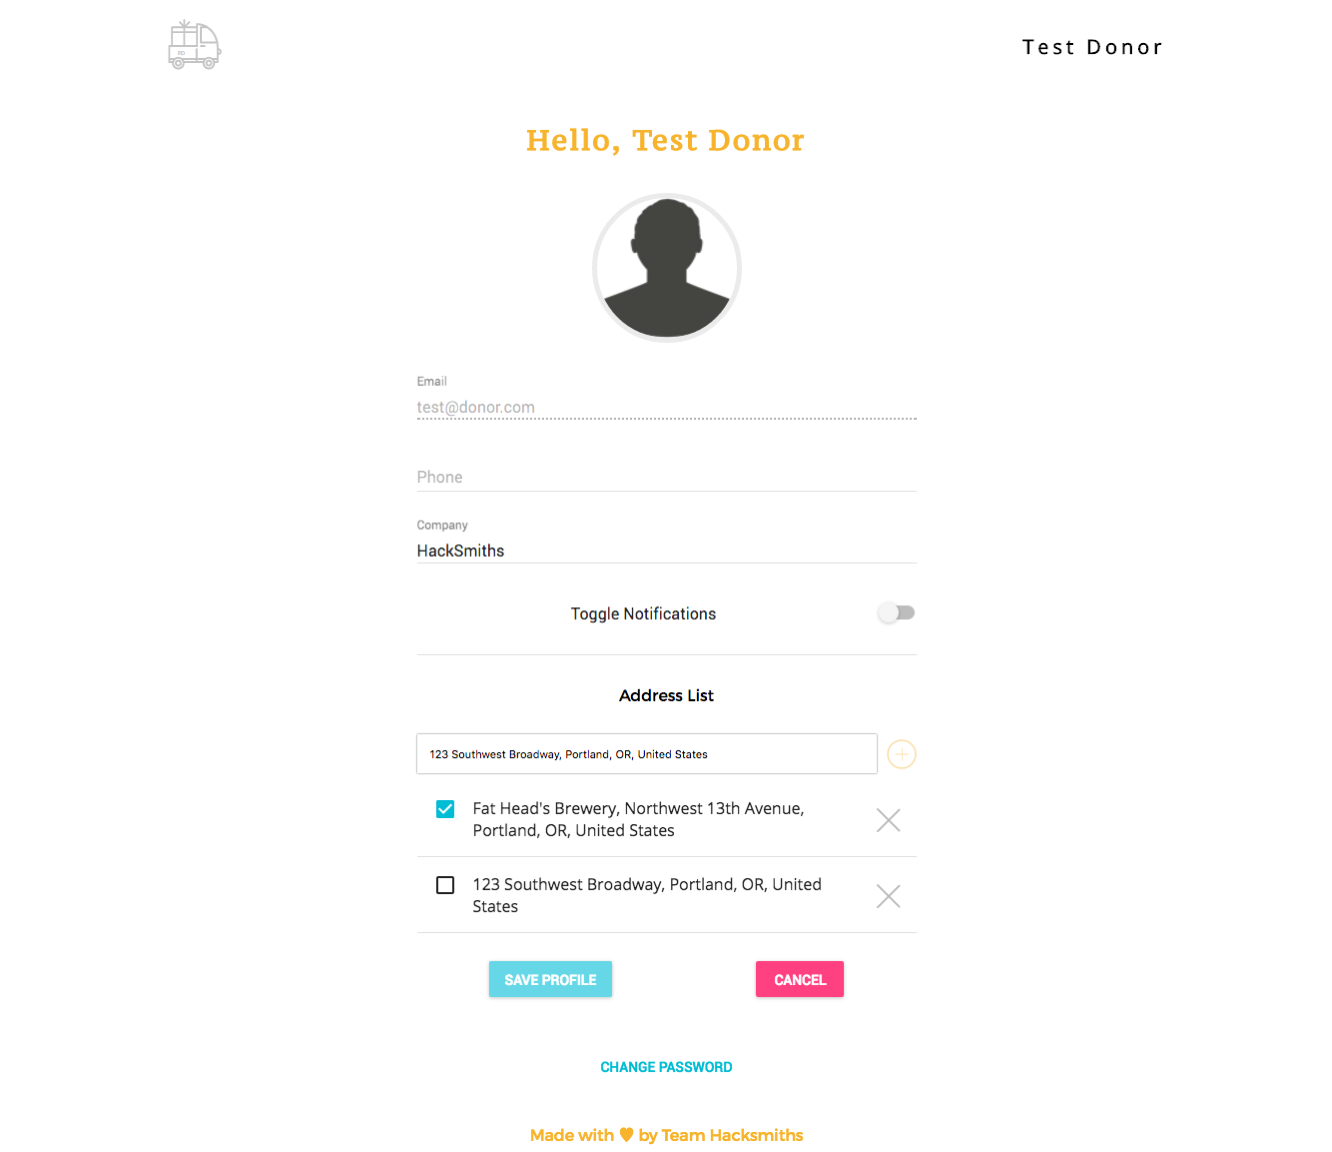 Test Donor
Hello, Test Donor
Email
test@donor.com
Phone
Company
HackSmiths
Toggle Notifications
Address List
123 Southwest Broadway, Portland, OR, United States
Fat Head's Brewery, Northwest 13th Avenue,
Portland, OR, United States
123 Southwest Broadway, Portland, OR, United
States
SAVE PROFILE
CANCEL
CHANGE PASSWORD
Made with ♥ by Team Hacksmiths